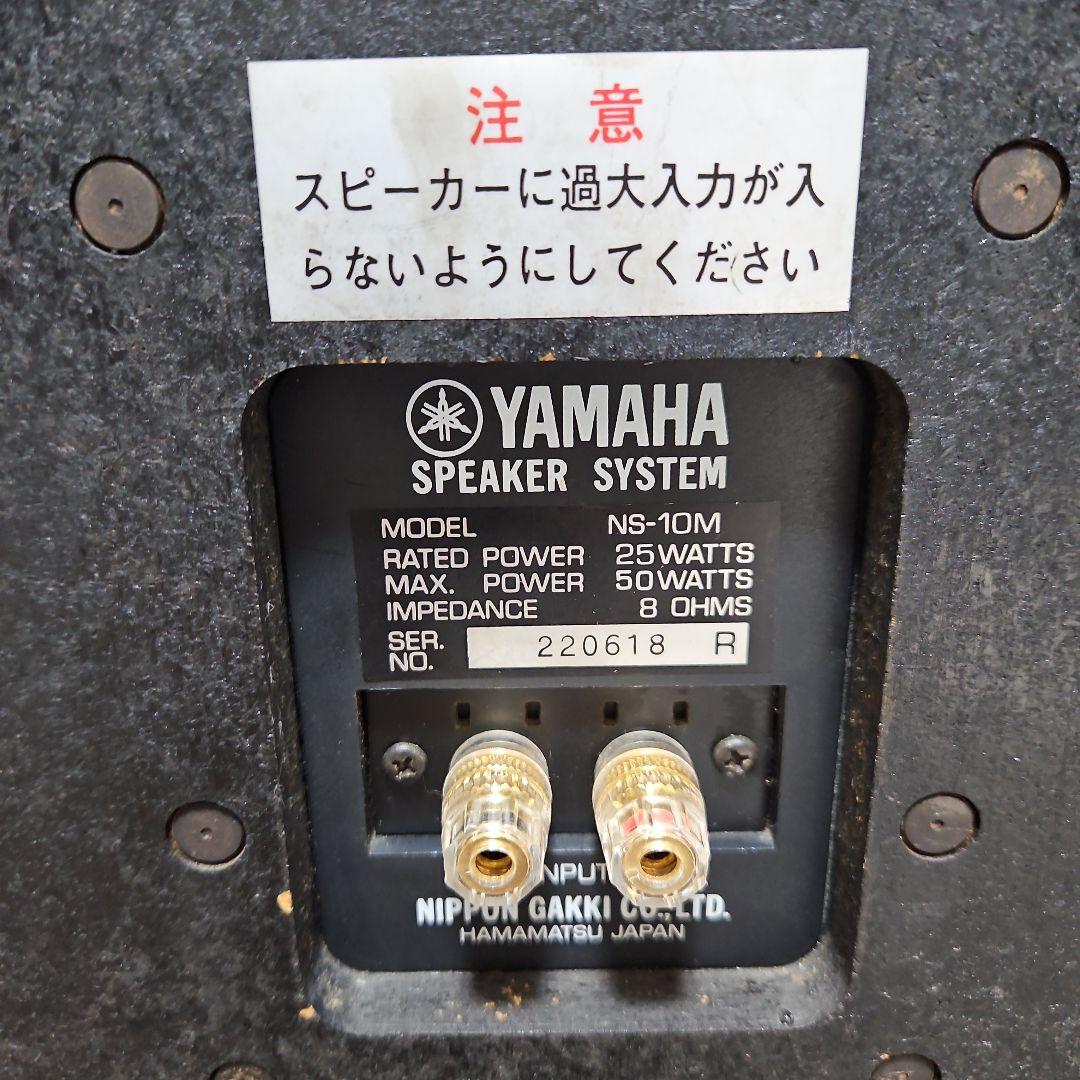 注 意
スピーカーに過大入力が入
らないようにしてください
YAMAHA
SPEAKER SYSTEM
MODEL NS-10M
RATED POWER 25WATTS
MAX. POWER 50WATTS
IMPEDANCE 8 OHMS
SER. NO. 220618 R
INPUT
NIPPON GAKKI CO., LTD.
HAMAMATSU JAPAN